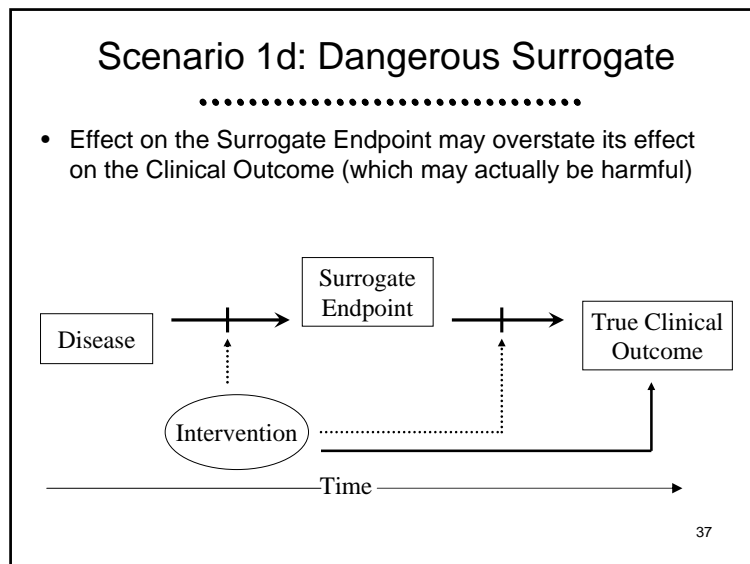 Scenario 1d: Dangerous Surrogate
• Effect on the Surrogate Endpoint may overstate its effect
on the Clinical Outcome (which may actually be harmful)
Surrogate
Endpoint
Disease
True Clinical
Outcome
Intervention
Time
37